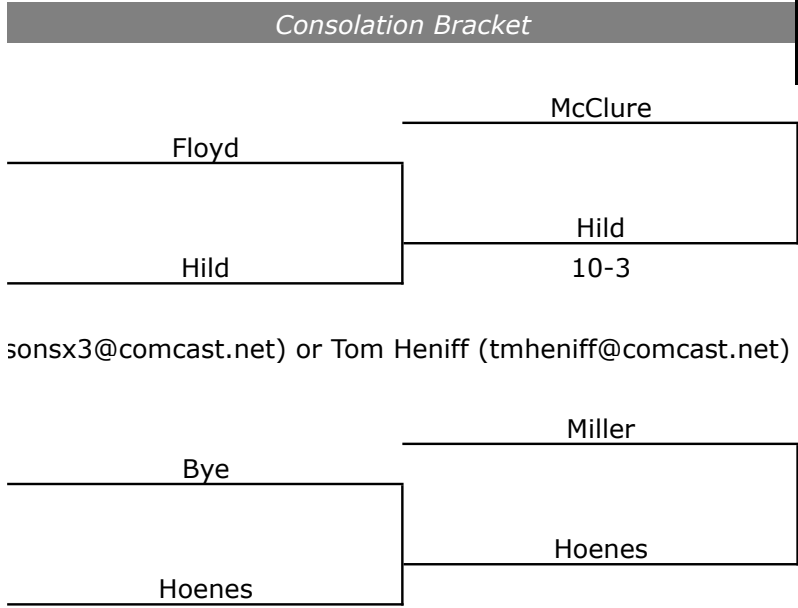 Consolation Bracket
McClure
Floyd
Hild
Hild
10-3
sonsx3@comcast.net) or Tom Heniff (tmheniff@comcast.net)
Miller
Bye
Hoenes
Hoenes